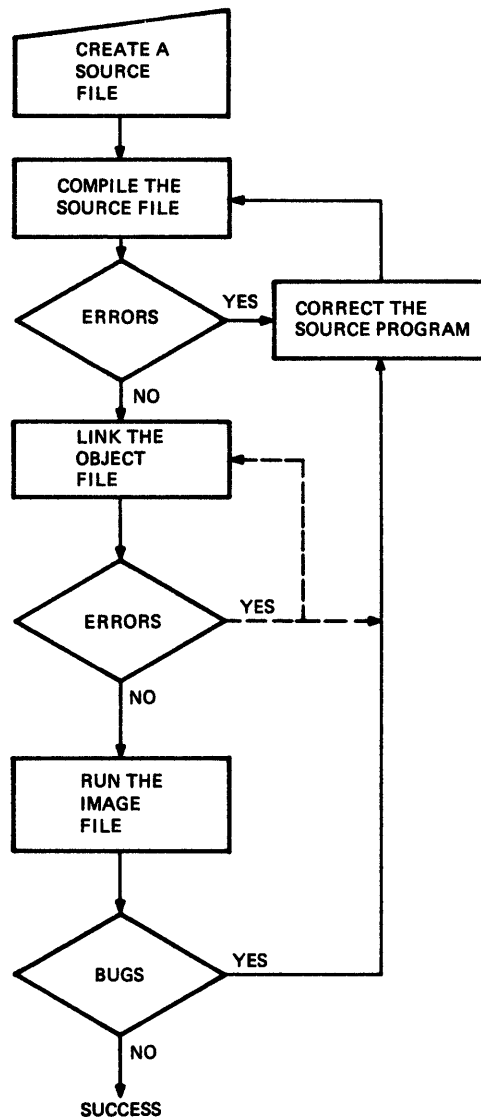 CREATE A
SOURCE
FILE
COMPILE THE
SOURCE FILE
ERRORS
YES
CORRECT THE
SOURCE PROGRAM
NO
LINK THE
OBJECT
FILE
ERRORS
YES
NO
RUN THE
IMAGE
FILE
BUGS
YES
NO
SUCCESS